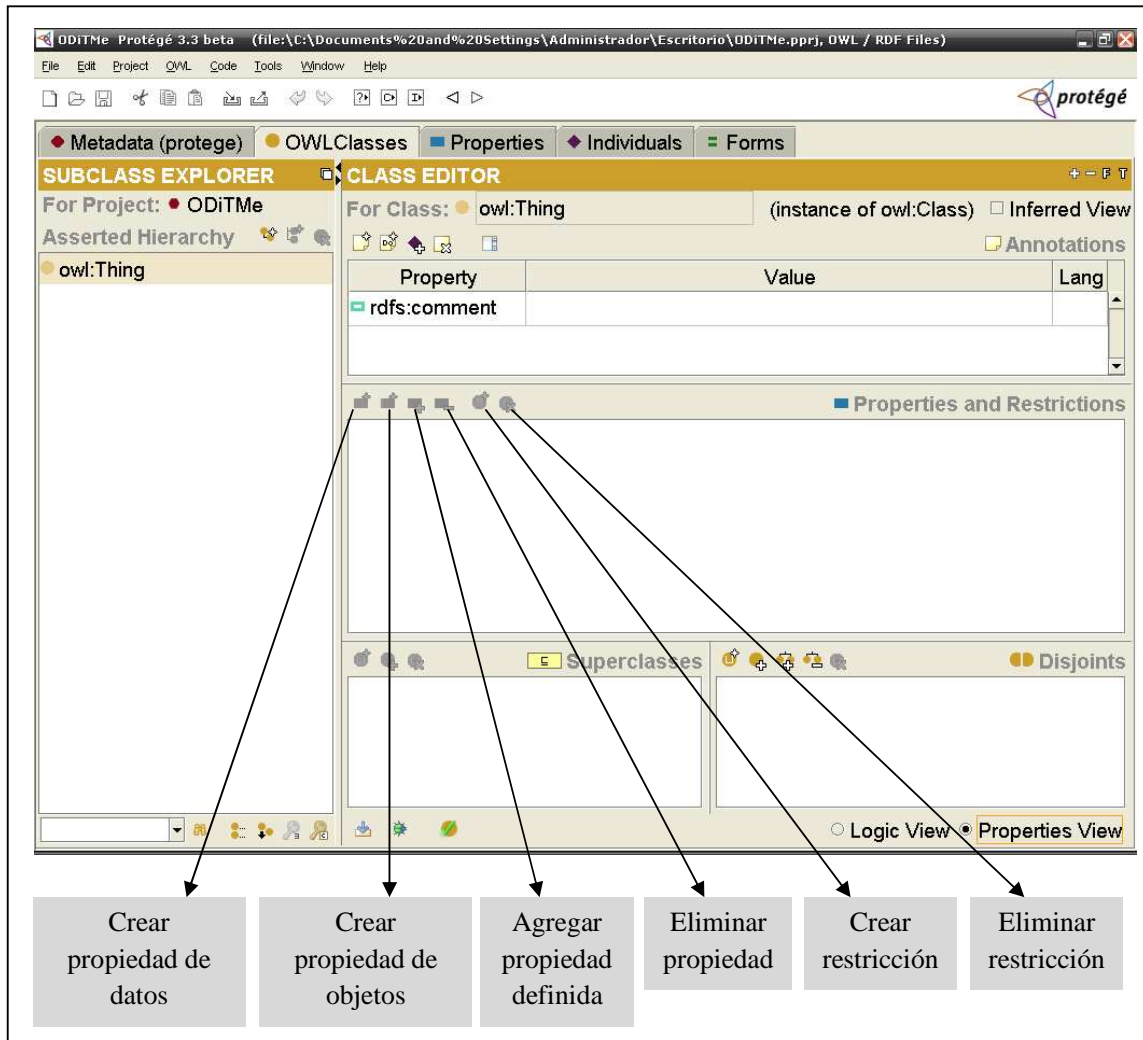 ODiTMe Protégé 3.3 beta (file:\C:\Documents%20and%20Settings\Administrador\Escritorio\ODiTMe.pprj, OWL / RDF Files)
File Edit Project OWL Code Tools Window Help
protégé
Metadata (protege) OWLClasses Properties Individuals Forms
SUBCLASS EXPLORER
CLASS EDITOR
For Project: ODiTMe
For Class: owl:Thing (instance of owl:Class) Inferred View
Asserted Hierarchy
Annotations
owl:Thing
Property Value Lang
rdfs:comment
Properties and Restrictions
Superclasses
Disjoints
Logic View Properties View
Crear
propiedad de
datos
Crear
propiedad de
objetos
Agregar
propiedad
definida
Eliminar
propiedad
Crear
restricción
Eliminar
restricción